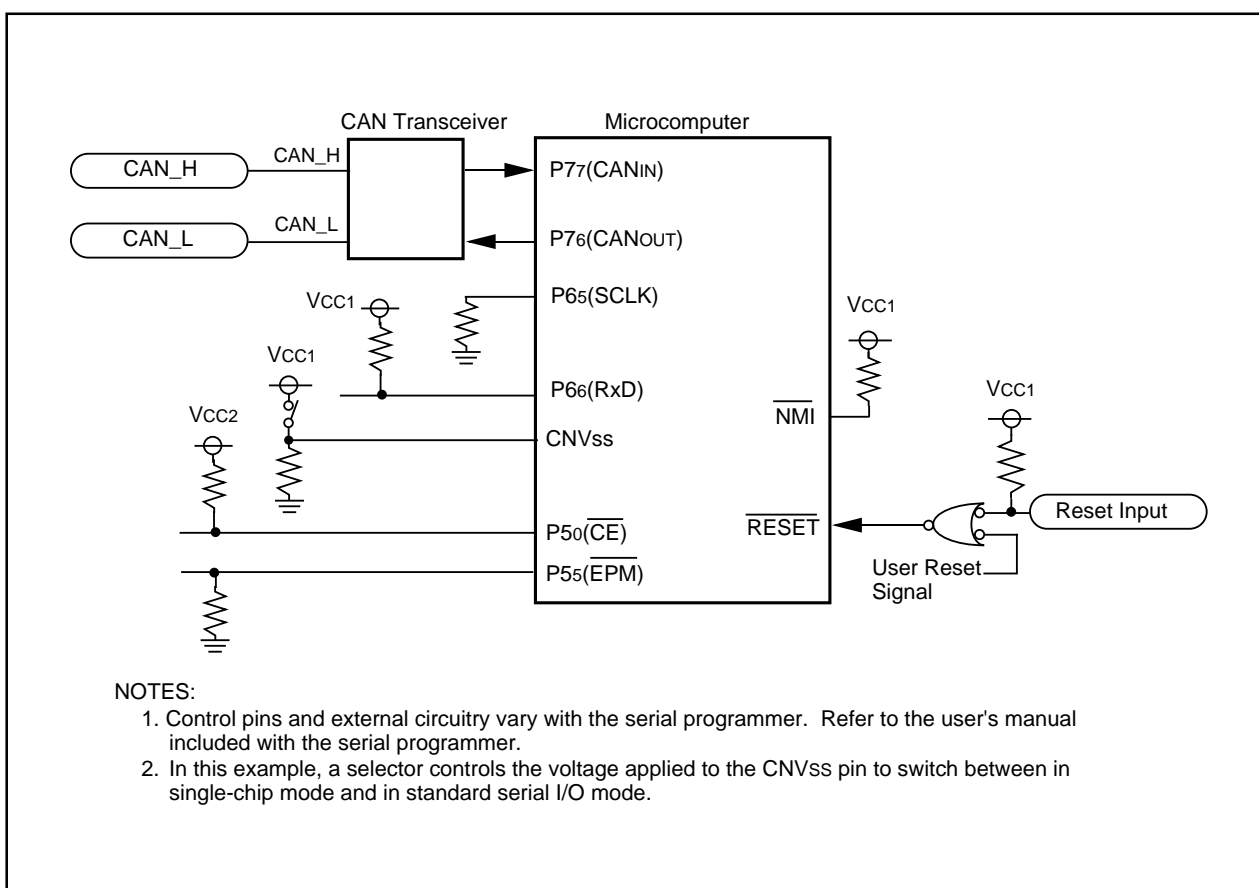 CAN Transceiver
Microcomputer
CAN_H
CAN_H
P77(CANIN)
CAN_L
CAN_L
P76(CANOUT)
P65(SCLK)
VCC1
VCC1
VCC1
P66(RxD)
NMI
VCC1
VCC2
CNVss
P50(CE)
RESET
Reset Input
P55(EPM)
User Reset
Signal
NOTES:
1. Control pins and external circuitry vary with the serial programmer. Refer to the user's manual
included with the serial programmer.
2. In this example, a selector controls the voltage applied to the CNVSS pin to switch between in
single-chip mode and in standard serial I/O mode.